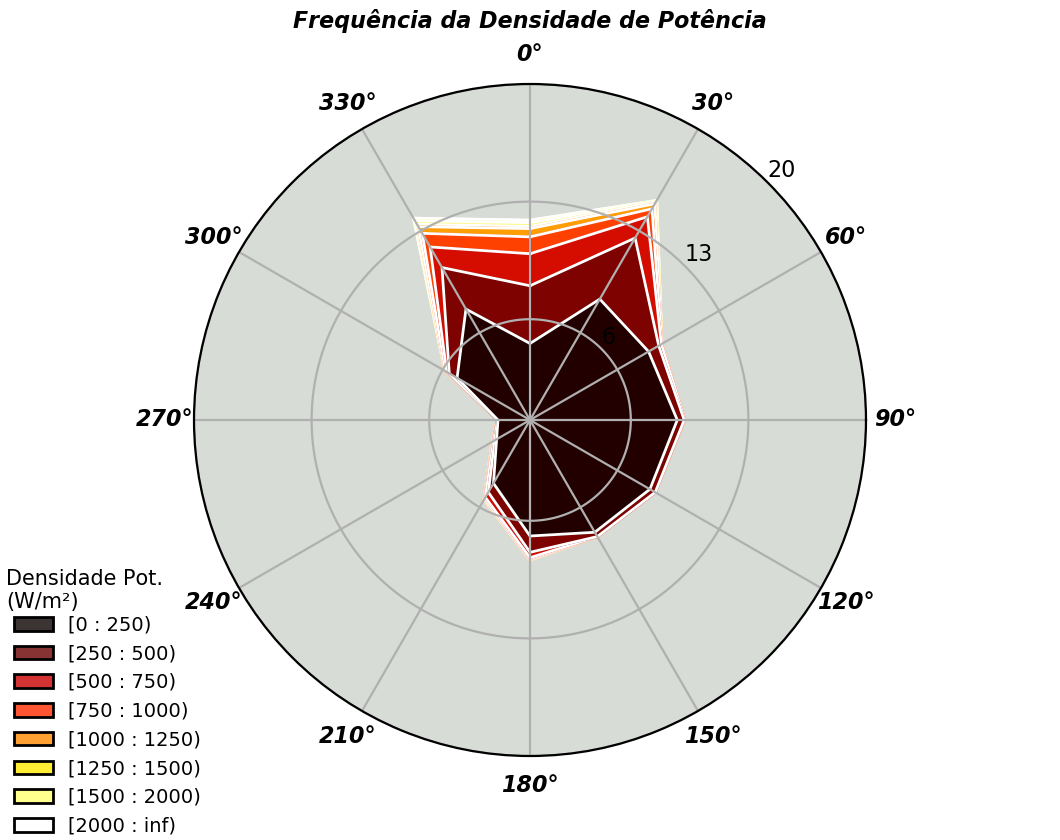 Frequência da Densidade de Potência
0°
330°
30°
20
300°
60°
13
6
270°
90°
240°
120°
210°
150°
180°
Densidade Pot.
(W/m²)
[0 : 250)
[250 : 500)
[500 : 750)
[750 : 1000)
[1000 : 1250)
[1250 : 1500)
[1500 : 2000)
[2000 : inf)